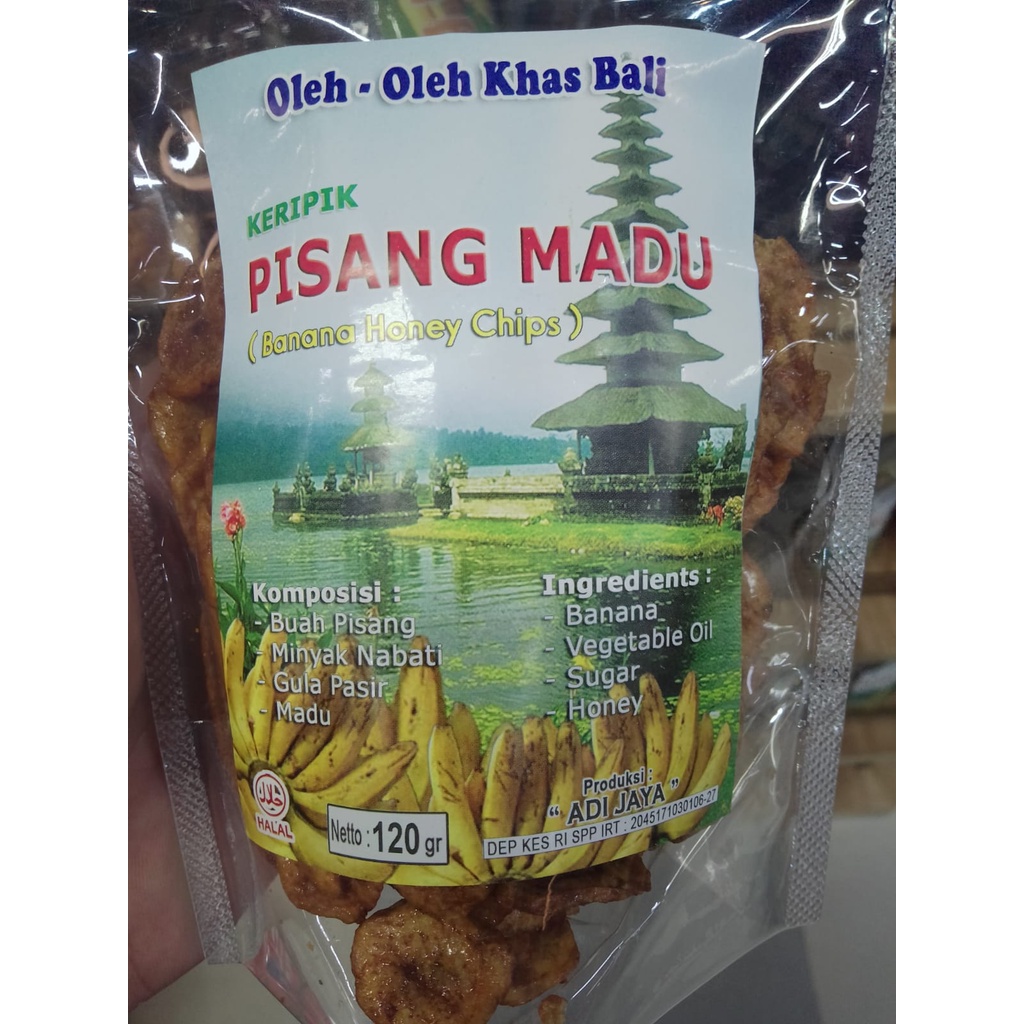 Oleh - Oleh Khas Bali
KERIPIK
PISANG MADU
( Banana Honey Chips )
Komposisi :
- Buah Pisang
- Minyak Nabati
- Gula Pasir
- Madu
Ingredients :
- Banana
- Vegetable Oil
- Sugar
- Honey
حلال
HALAL
Netto : 120 gr
Produksi :
“ ADI JAYA ”
DEP KES RI SPP IRT : 2045171030106-27